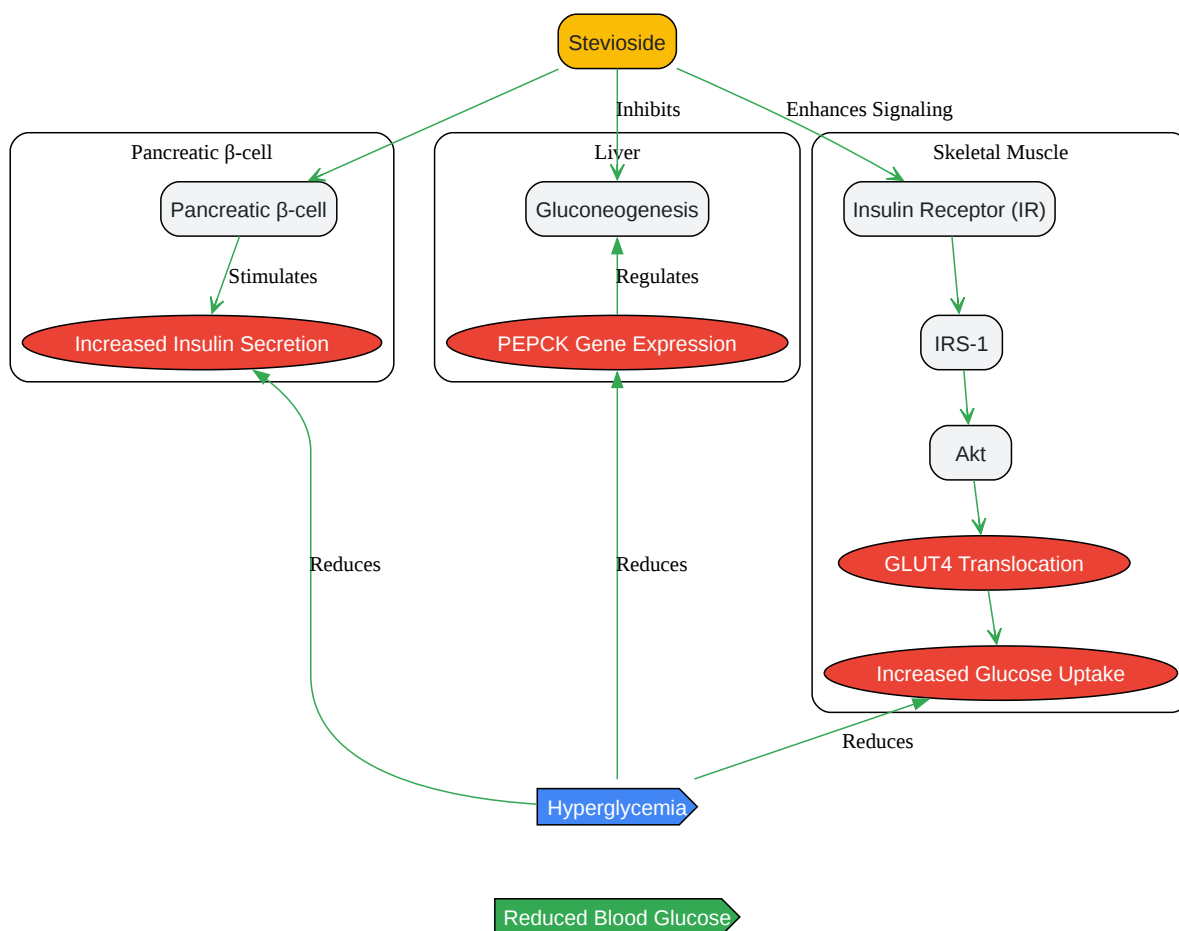 Stevioside
Inhibits
Enhances Signaling
Pancreatic β-cell
Liver
Skeletal Muscle
Pancreatic β-cell
Gluconeogenesis
Insulin Receptor (IR)
Stimulates
Regulates
Increased Insulin Secretion
PEPCK Gene Expression
IRS-1
Akt
GLUT4 Translocation
Reduces
Reduces
Increased Glucose Uptake
Reduces
Hyperglycemia
Reduced Blood Glucose